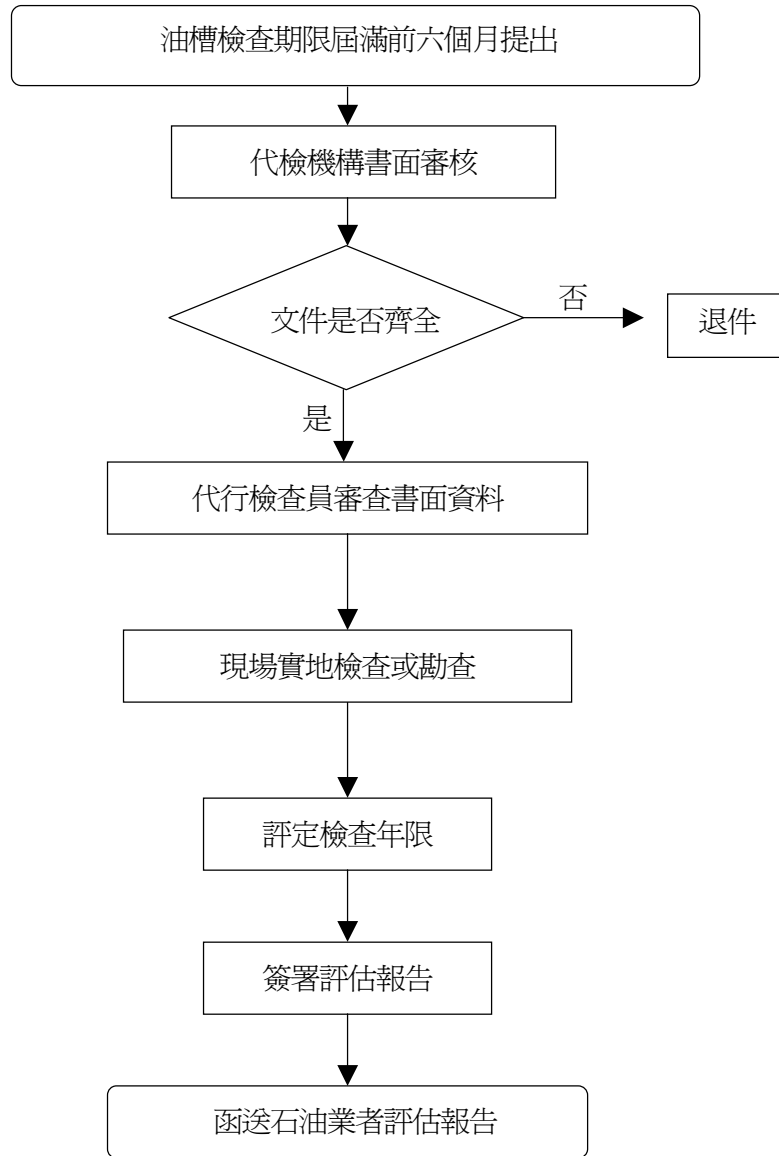 油槽檢查期限屆滿前六個月提出
代檢機構書面審核
文件是否齊全
否
退件
是
代行檢查員審查書面資料
現場實地檢查或勘查
評定檢查年限
簽署評估報告
函送石油業者評估報告